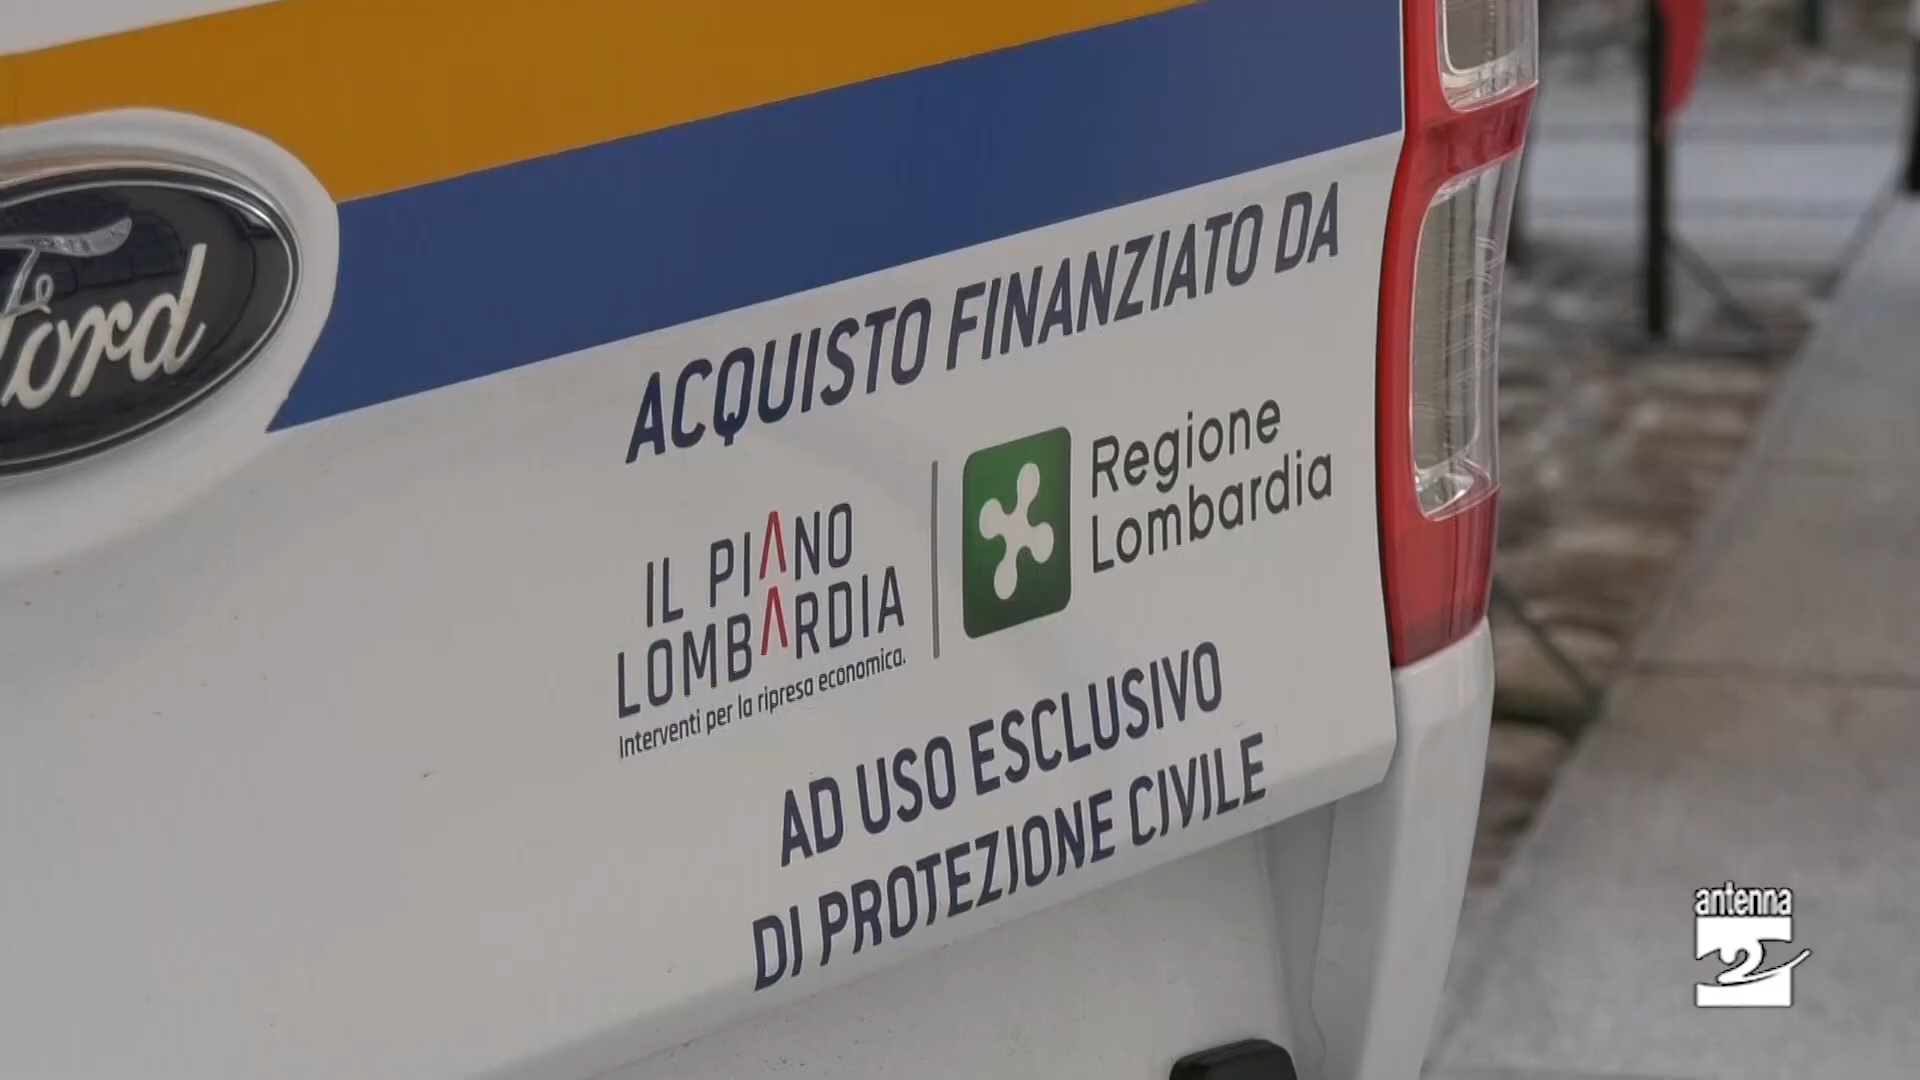 Ford
ACQUISTO FINANZIATO DA
IL PIANO
LOMBARDIA
Interventi per la ripresa economica.
Regione
Lombardia
AD USO ESCLUSIVO
DI PROTEZIONE CIVILE
antenna
2